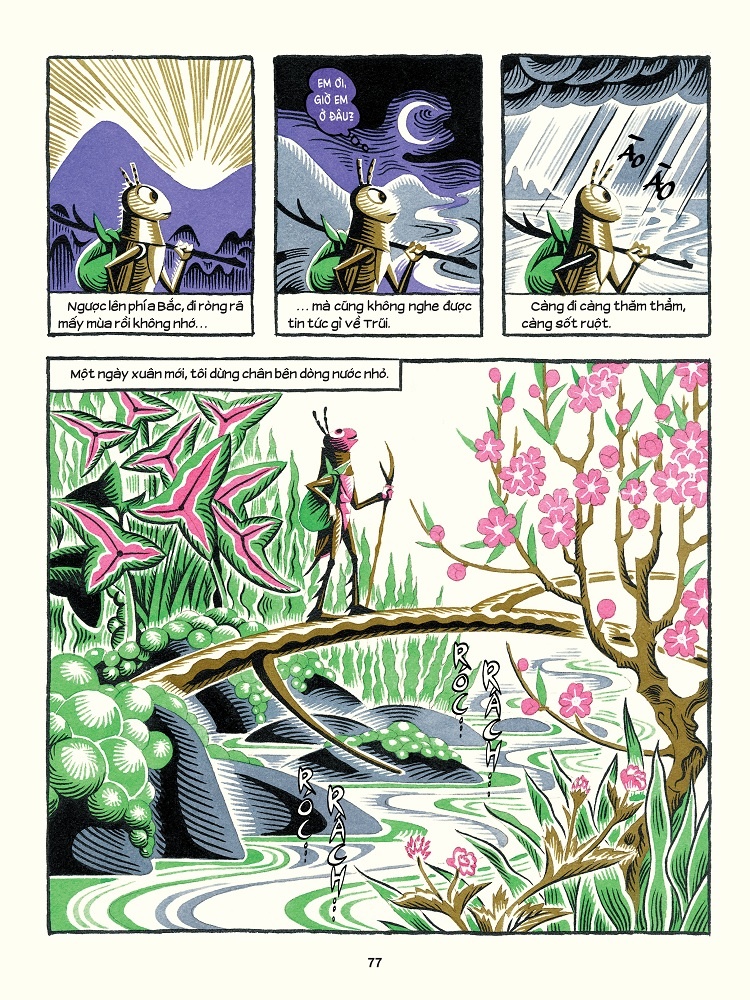 Ngược lên phía Bắc, đi ròng rã
mấy mùa rồi không nhớ...
EM ƠI,
GIỜ EM
Ở ĐÂU?
... mà cũng không nghe được
tin tức gì về Trũi.
ÀO
ÀO
Càng đi càng thăm thẳm,
càng sốt ruột.
Một ngày xuân mới, tôi dừng chân bên dòng nước nhỏ.
RÓC...
RÁCH...
RÓC...
RÁCH...
77